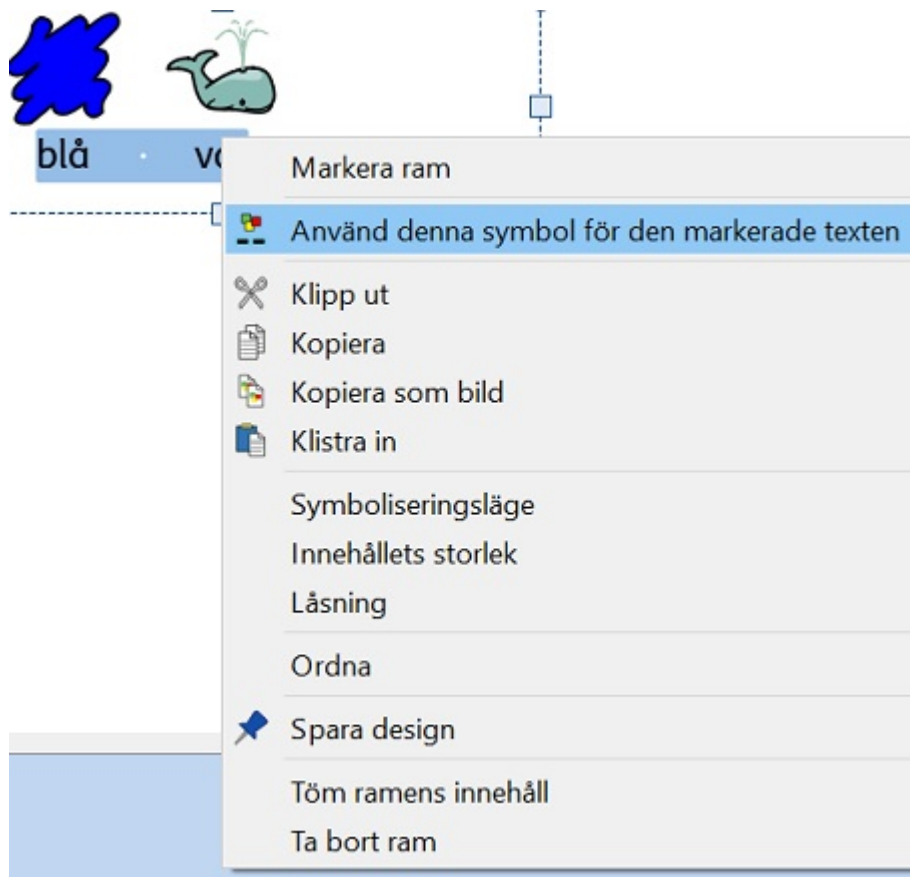 blå · va
Markera ram
Använd denna symbol för den markerade texten
Klipp ut
Kopiera
Kopiera som bild
Klistra in
Symboliseringsläge
Innehållets storlek
Låsning
Ordna
Spara design
Töm ramens innehåll
Ta bort ram